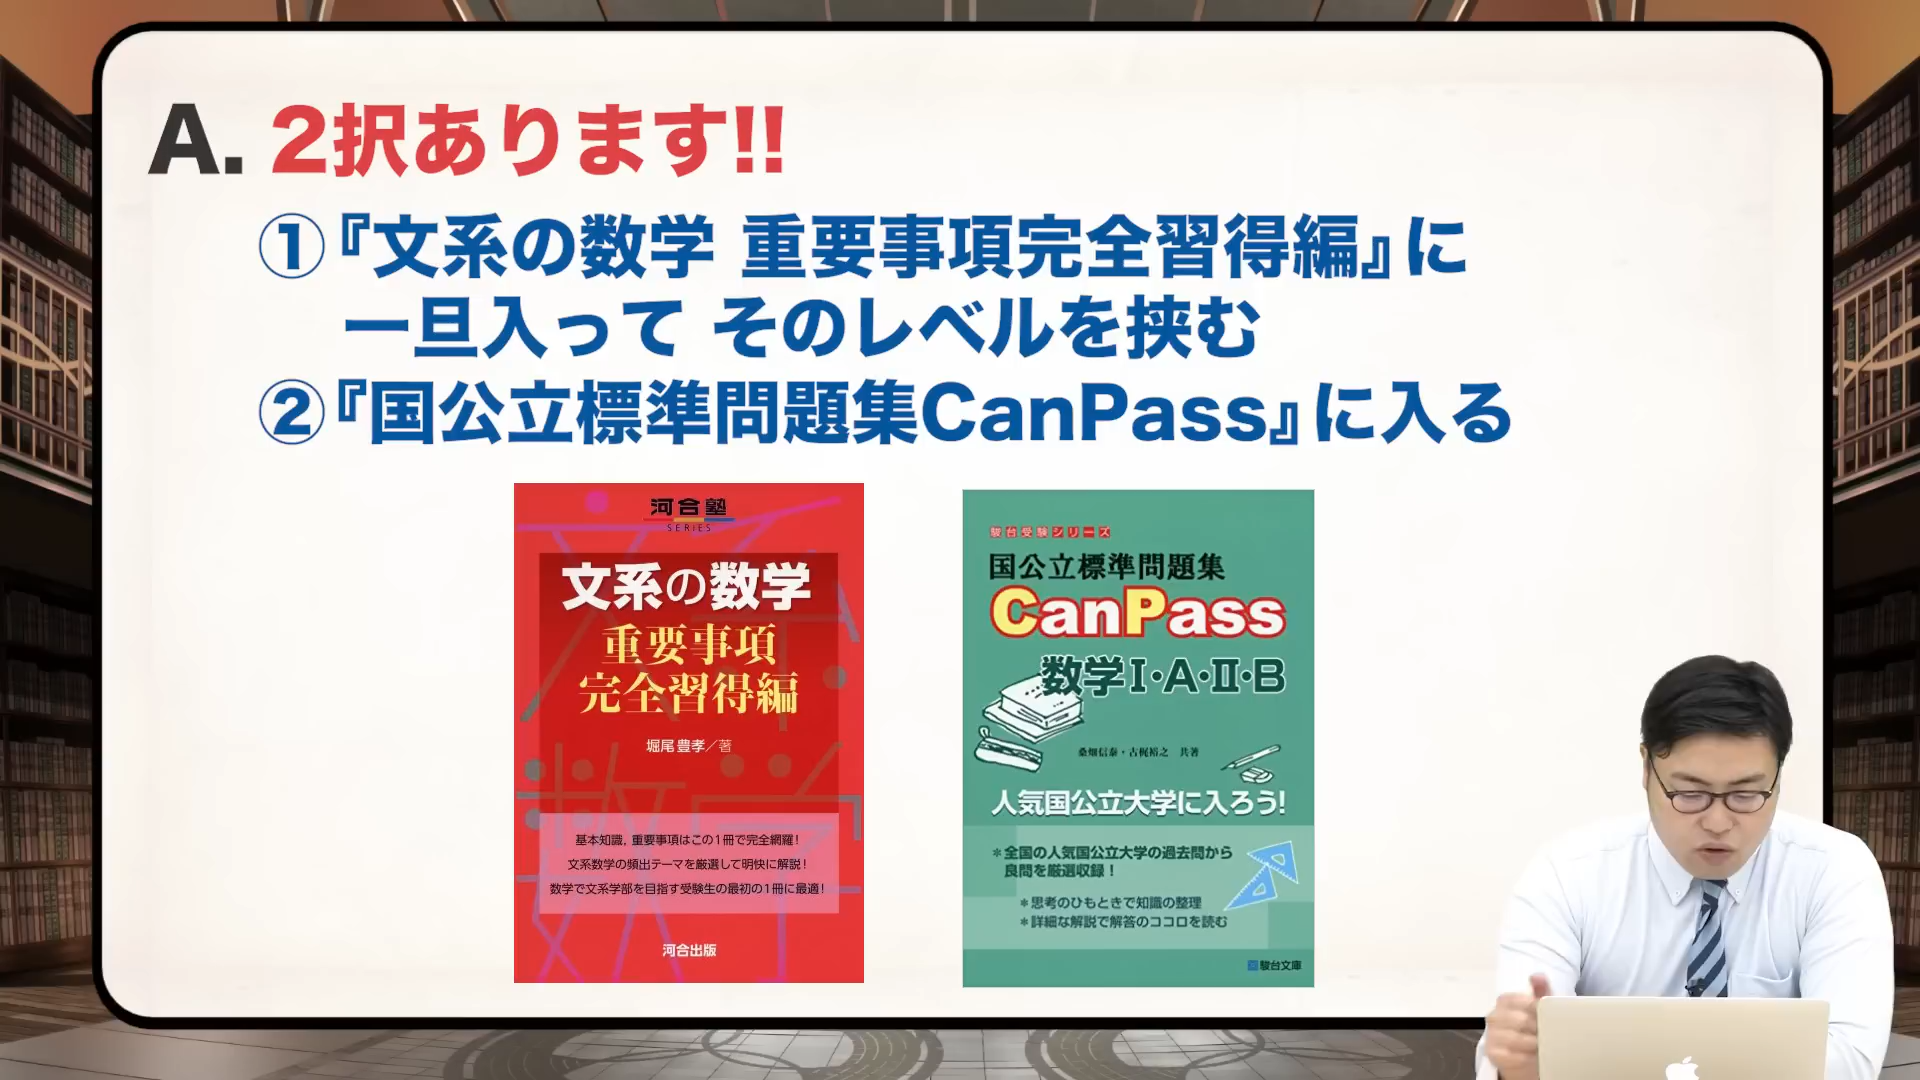 A. 2択あります!!
①『文系の数学 重要事項完全習得編』に
一旦入って そのレベルを挟む
②『国公立標準問題集CanPass』に入る
河合塾
SERIES
文系の数学
重要事項
完全習得編
堀尾豊孝/著
基本知識,重要事項はこの1冊で完全網羅!
文系数学の頻出テーマを厳選して明快に解説!
数学で文系学部を目指す受験生の最初の1冊に最適!
河合出版
駿台受験シリーズ
国公立標準問題集
CanPass
数学I・A・II・B
桑畑信泰・古梶裕之 共著
人気国公立大学に入ろう!
*全国の人気国公立大学の過去問から
良問を厳選収録!
*思考のひもときで知識の整理
*詳細な解説で解答のココロを読む
駿台文庫